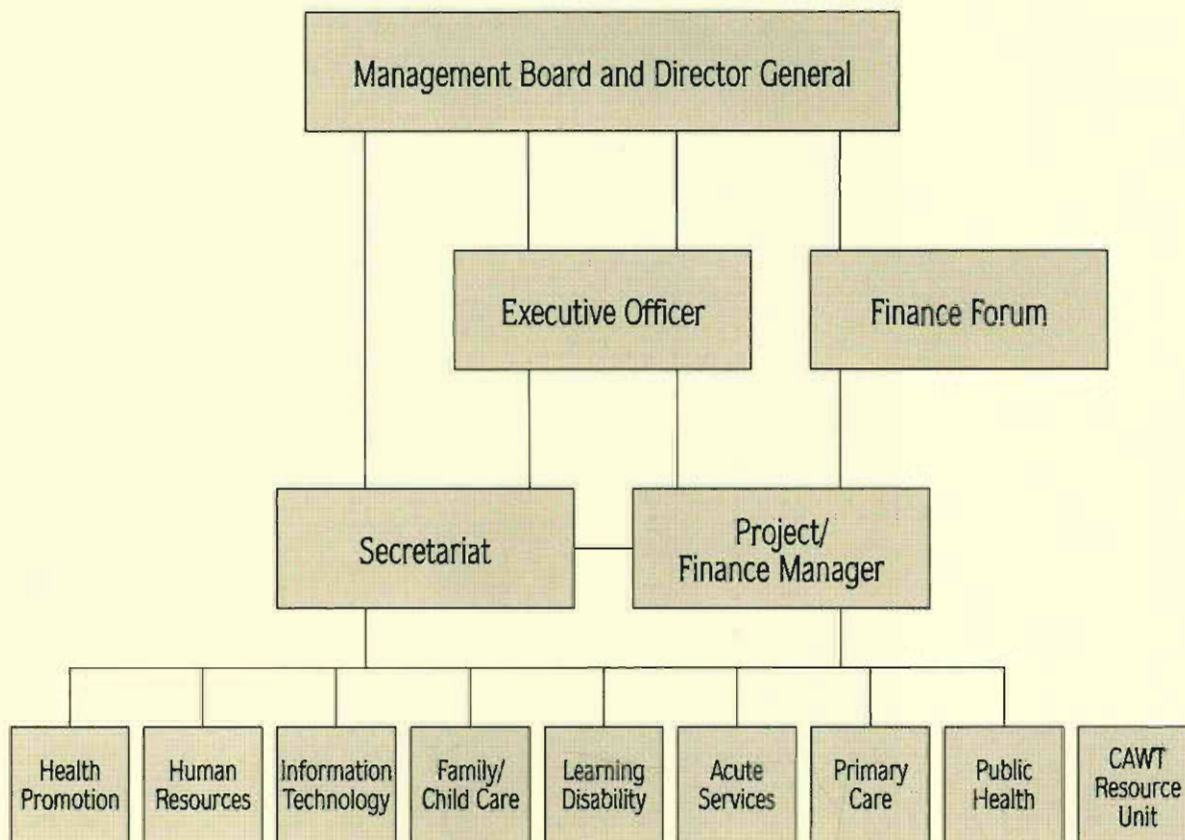 Management Board and Director General
Executive Officer
Finance Forum
Secretariat
Project/
Finance Manager
Health
Promotion
Human
Resources
Information
Technology
Family/
Child Care
Learning
Disability
Acute
Services
Primary
Care
Public
Health
CAWT
Resource
Unit